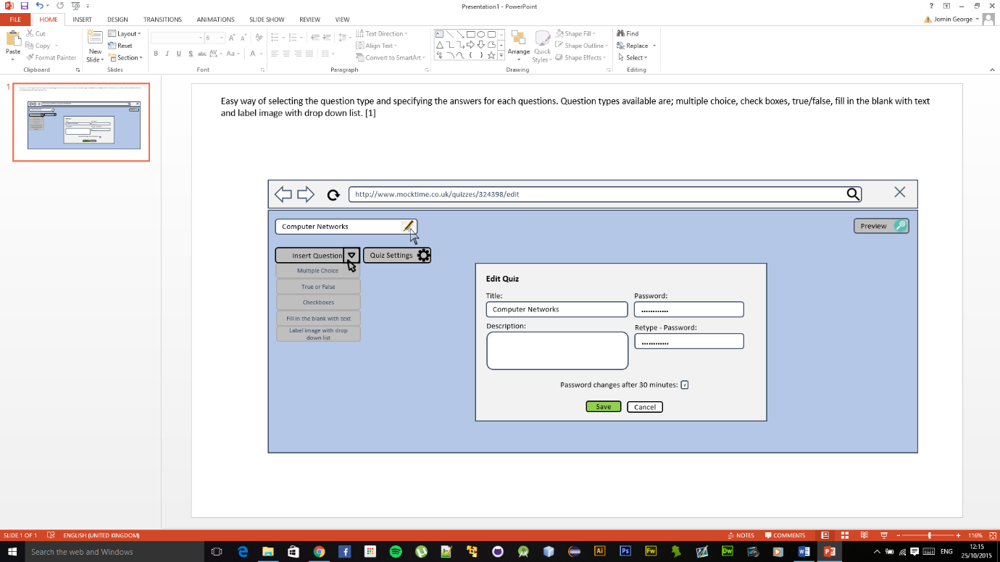 Presentation1 - PowerPoint
FILE HOME INSERT DESIGN TRANSITIONS ANIMATIONS SLIDE SHOW REVIEW VIEW
Jomin George
Paste
Cut
Copy
Format Painter
Clipboard
New Slide
Layout
Reset
Section
Slides
6
Font
Text Direction
Align Text
Convert to SmartArt
Paragraph
Arrange
Quick Styles
Shape Fill
Shape Outline
Shape Effects
Drawing
Find
Replace
Select
Editing
1
Easy way of selecting the question type and specifying the answers for each questions. Question types available are; multiple choice, check boxes, true/false, fill in the blank with text
and label image with drop down list. [1]
http://www.mocktime.co.uk/quizzes/324398/edit
Computer Networks
Preview
Insert Question
Quiz Settings
Multiple Choice
True or False
Checkboxes
Fill in the blank with text
Label image with drop
down list
Edit Quiz
Title:
Password:
Computer Networks
Description:
Retype - Password:
Password changes after 30 minutes:
Save
Cancel
SLIDE 1 OF 1 ENGLISH (UNITED KINGDOM) NOTES COMMENTS 116%
Search the web and Windows
ENG
12:15
25/10/2015